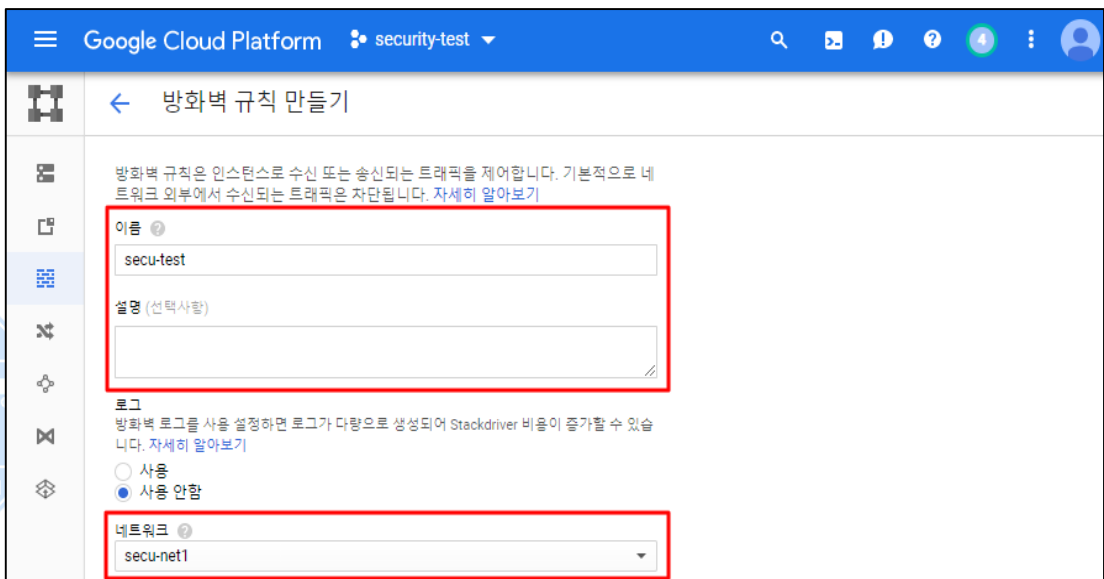 Google Cloud Platform security-test
4
방화벽 규칙 만들기
방화벽 규칙은 인스턴스로 수신 또는 송신되는 트래픽을 제어합니다. 기본적으로 네
트워크 외부에서 수신되는 트래픽은 차단됩니다. 자세히 알아보기
이름
secu-test
설명 (선택사항)
로그
방화벽 로그를 사용 설정하면 로그가 다량으로 생성되어 Stackdriver 비용이 증가할 수 있습
니다. 자세히 알아보기
사용
사용 안함
네트워크
secu-net1